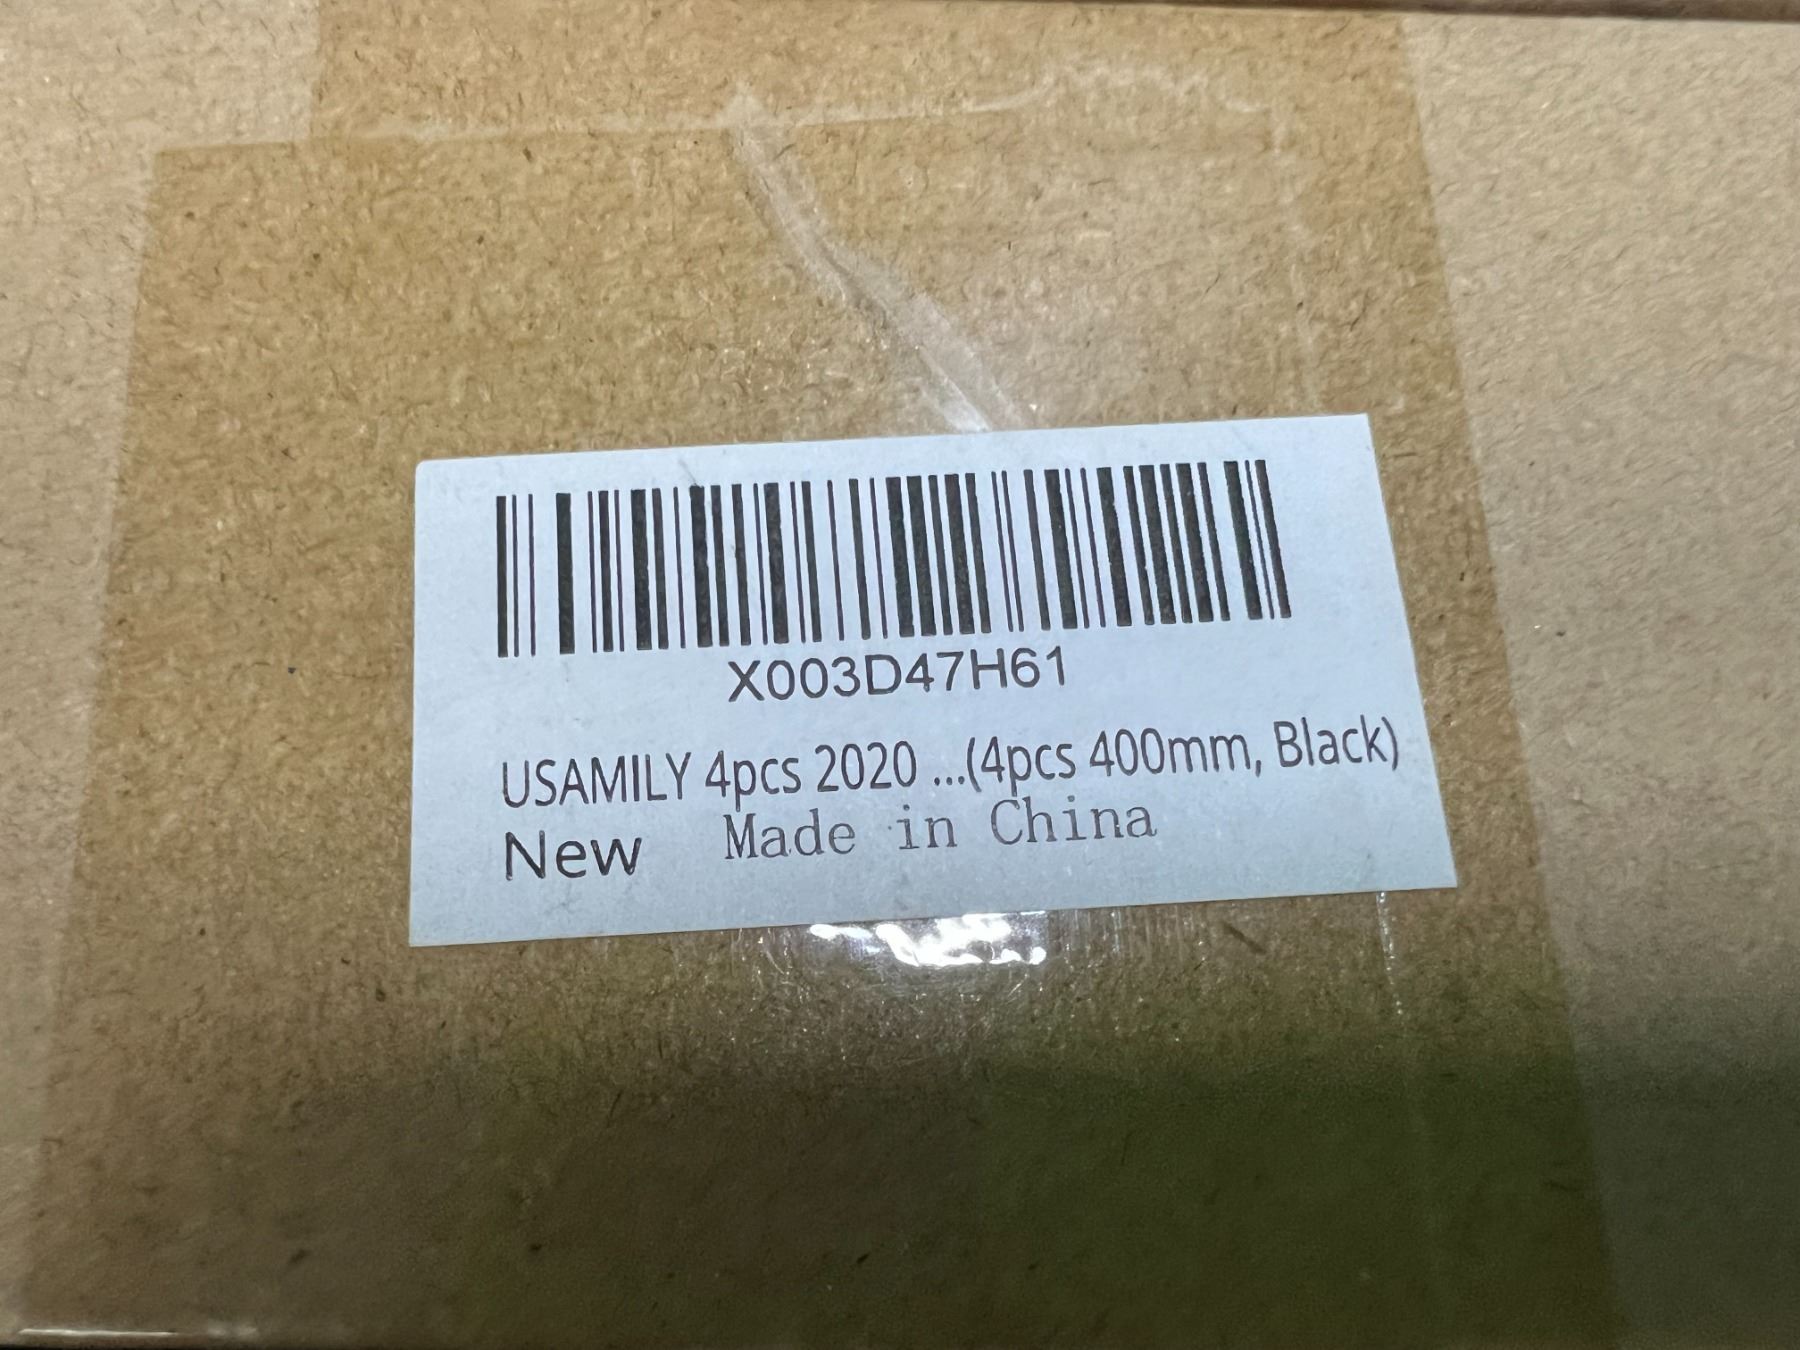 X003D47H61
USAMILY 4pcs 2020 ...(4pcs 400mm, Black)
New Made in China